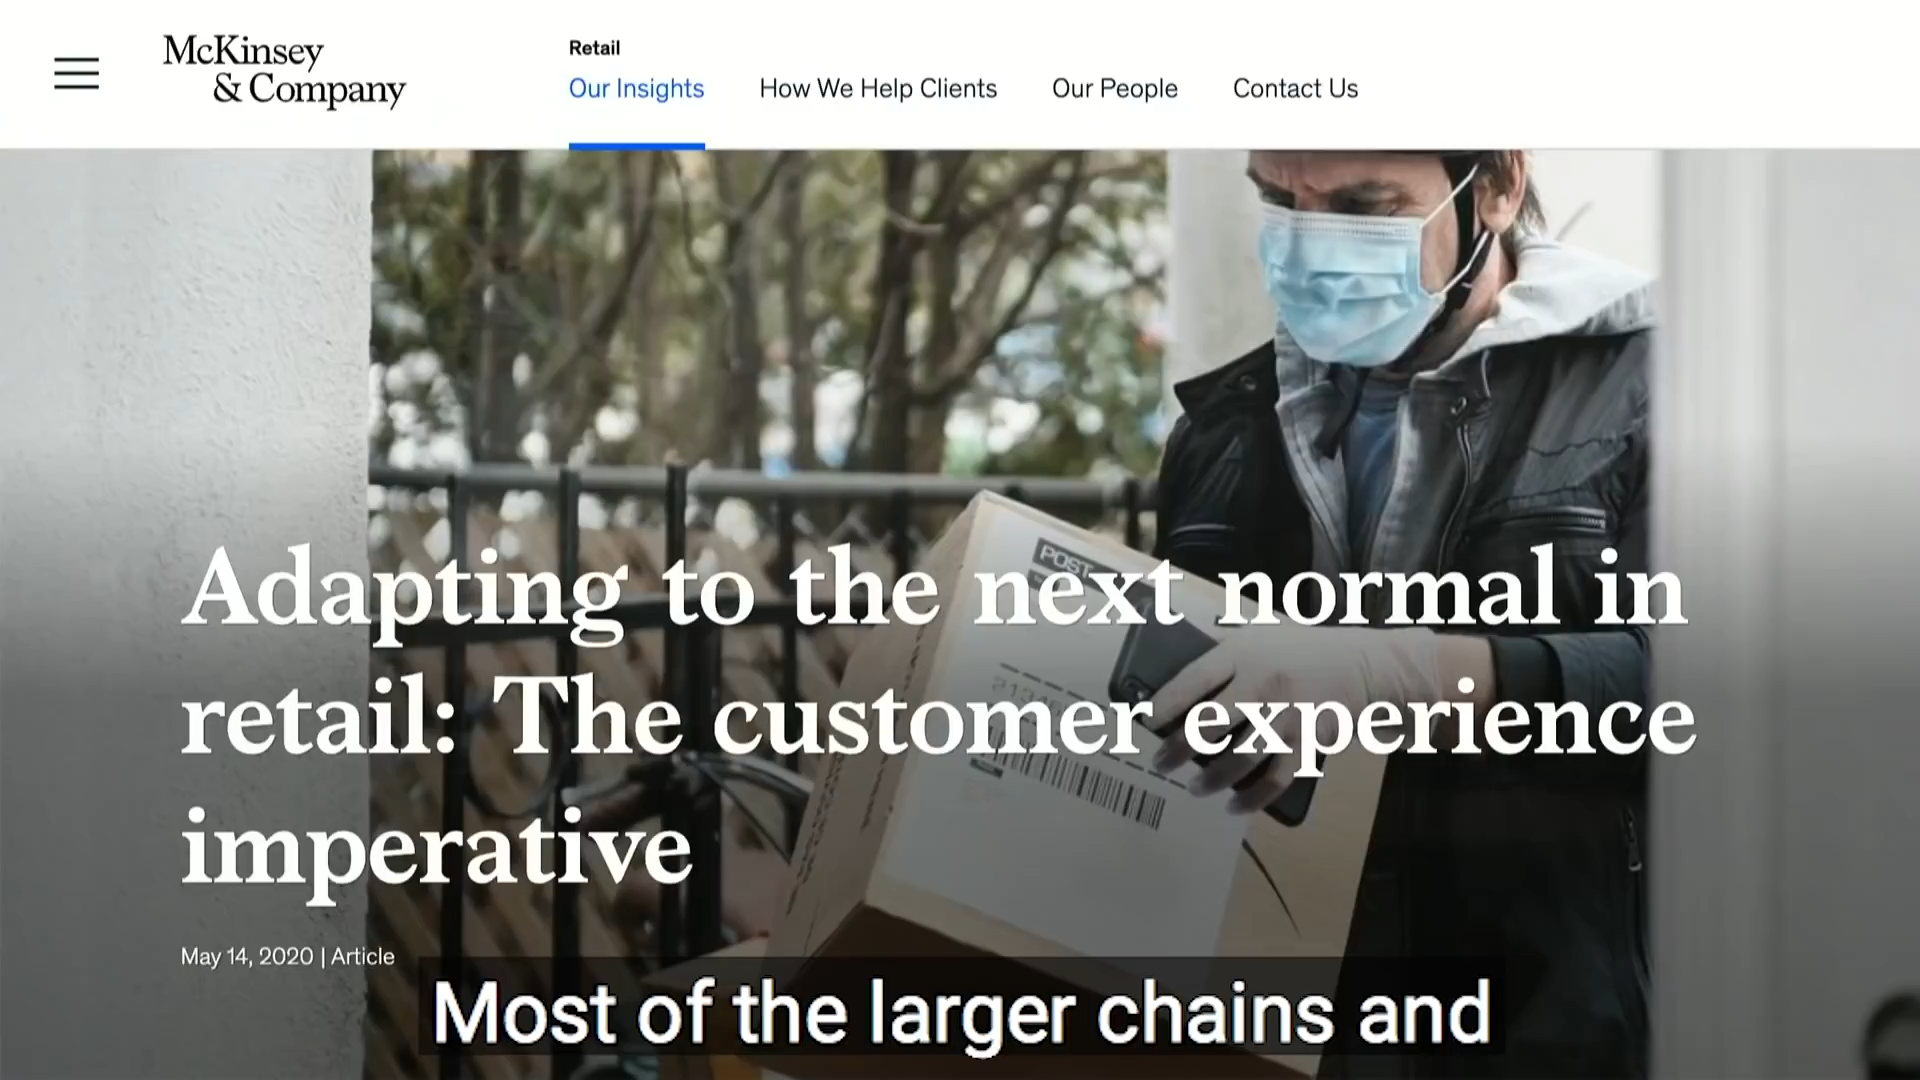 McKinsey
& Company
Retail
Our Insights
How We Help Clients
Our People
Contact Us
POST
Adapting to the next normal in
retail: The customer experience
imperative
May 14, 2020 | Article
Most of the larger chains and